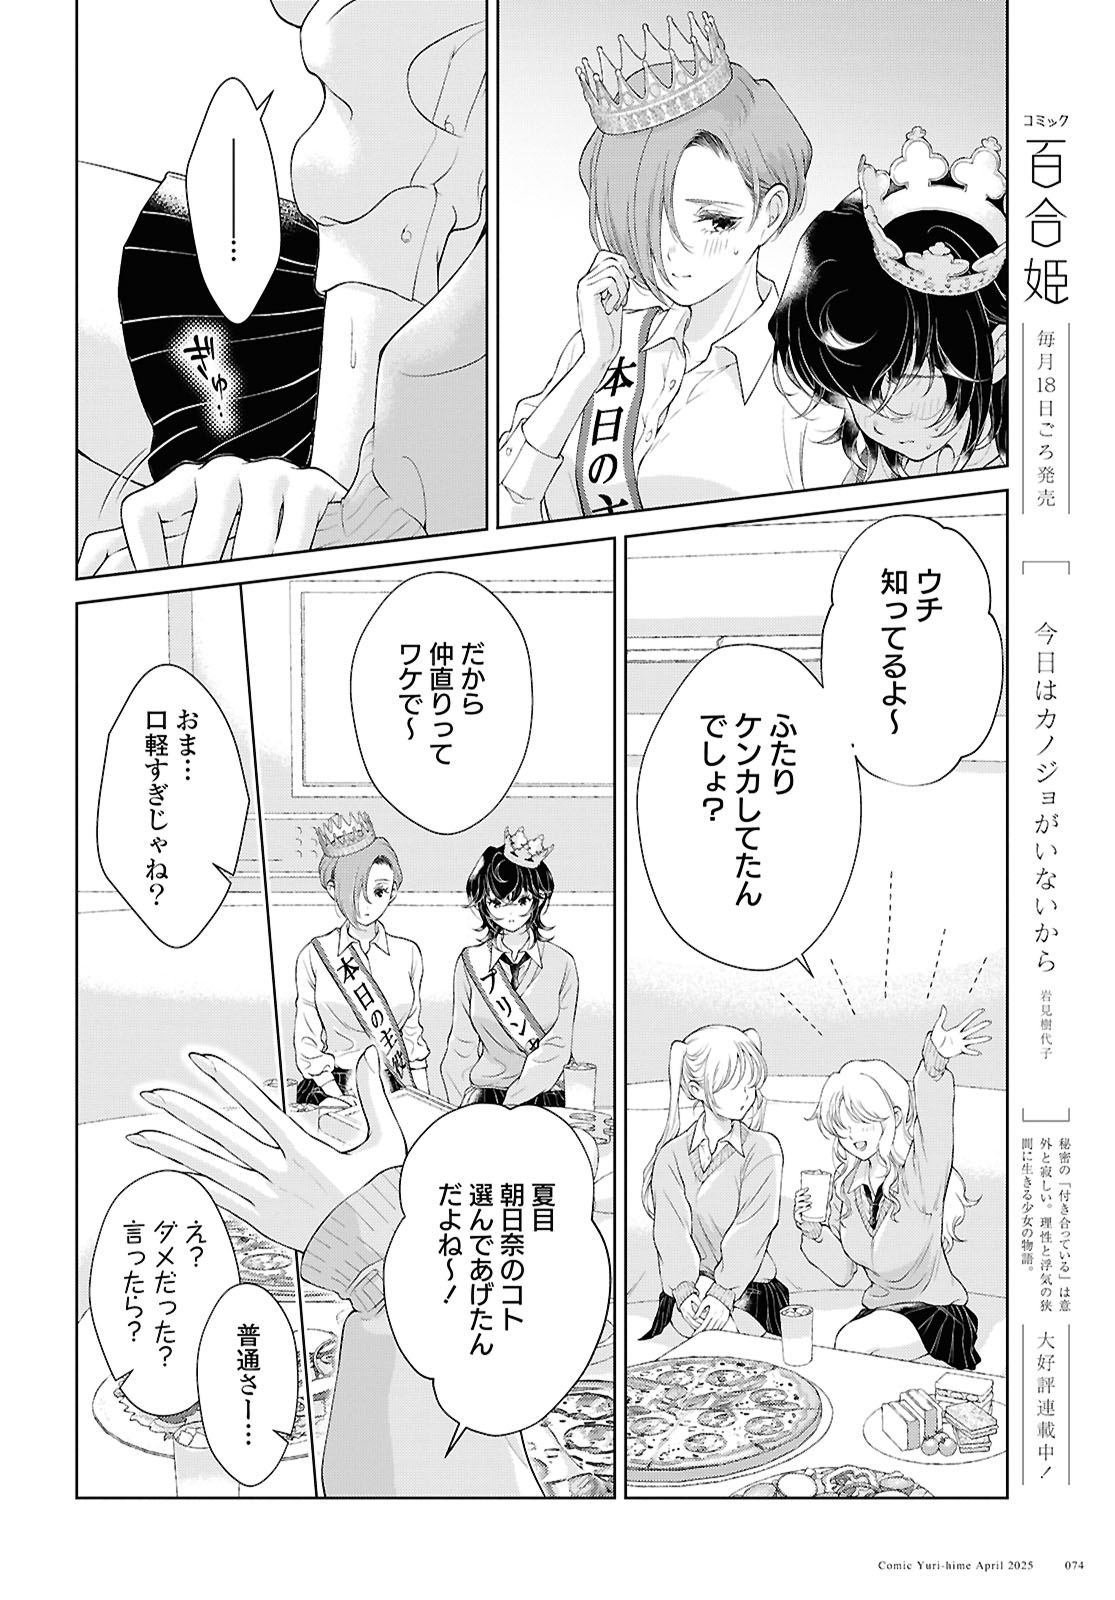 コミック
百合姫
毎月18日ごろ発売
今日はカノジョがいないから
岩見樹代子
秘密の「付き合っている」は意
外と寂しい。理性と浮気の狭
間に生きる少女の物語。
大好評連載中！
本日の主
――…
ぎゅ…
ウチ
知ってるよ〜
ふたり
ケンカしてたん
でしょ？
だから
仲直りって
ワケで〜
プリンセ
本日の主役
夏目
朝日奈のコト
選んであげたん
だよね〜！
おま…
口軽すぎじゃね？
普通さー…
え？
ダメだった？
言ったら？
Comic Yuri-hime April 2025 074